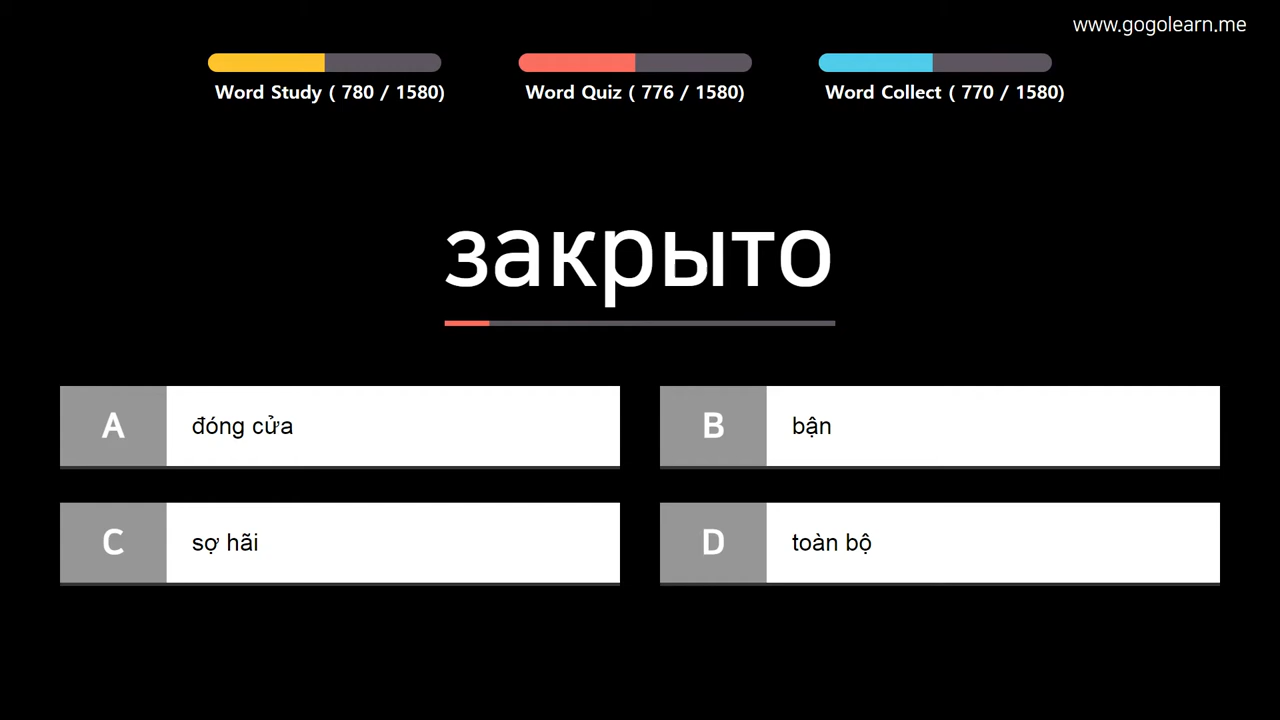 www.gogolearn.me
Word Study ( 780 / 1580)
Word Quiz ( 776 / 1580)
Word Collect ( 770 / 1580)
закрыто
A đóng cửa
B bận
C sợ hãi
D toàn bộ